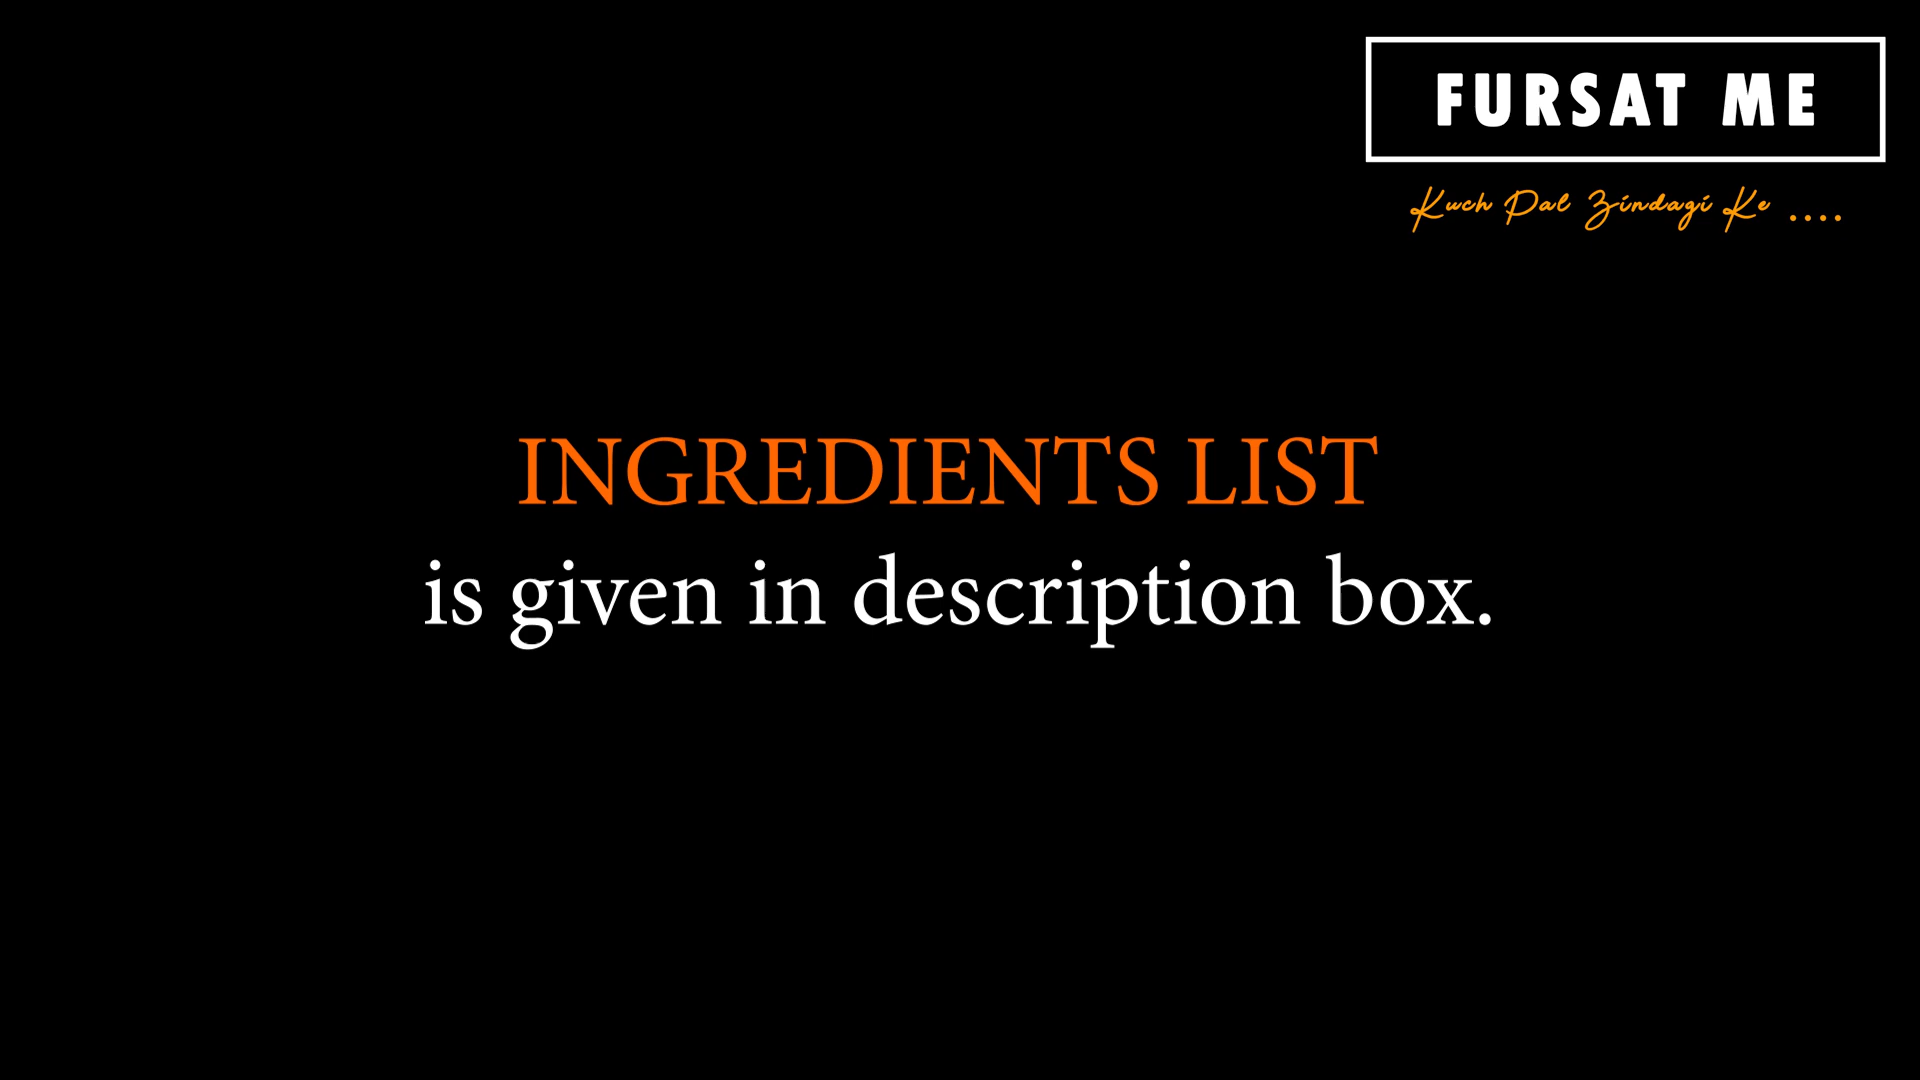 FURSAT ME
Kuch Pal Zindagi Ke ....
INGREDIENTS LIST
is given in description box.